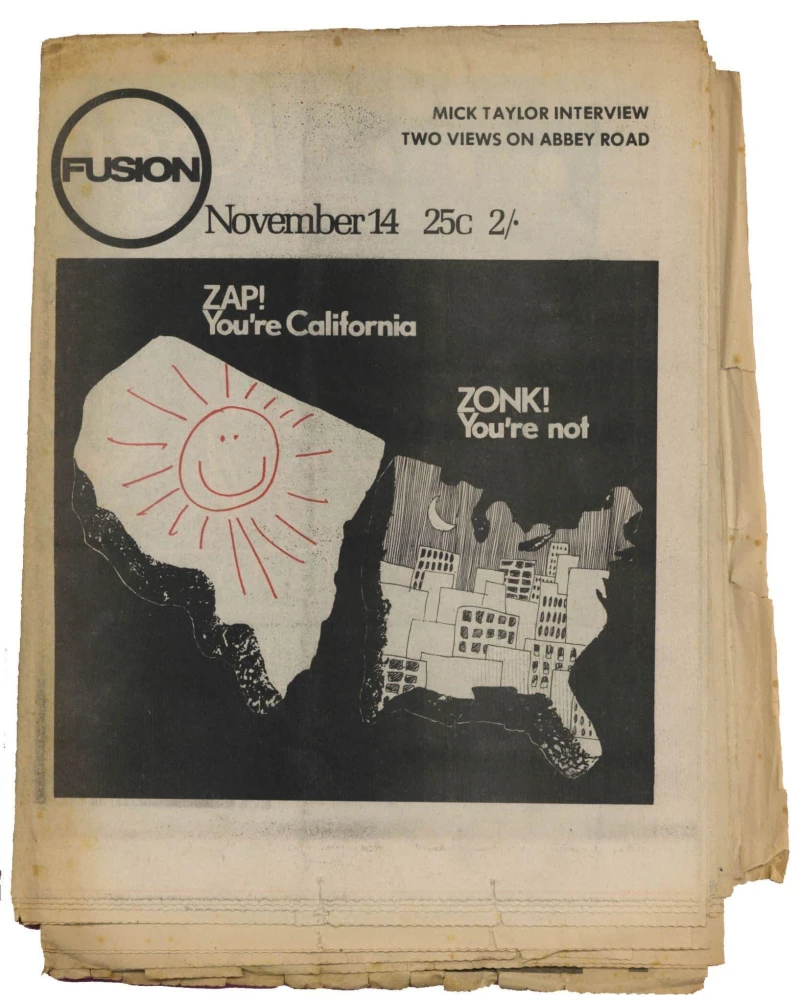 MICK TAYLOR INTERVIEW
TWO VIEWS ON ABBEY ROAD
FUSION
November 14 25c 2/-
ZAP!
You're California
ZONK!
You're not